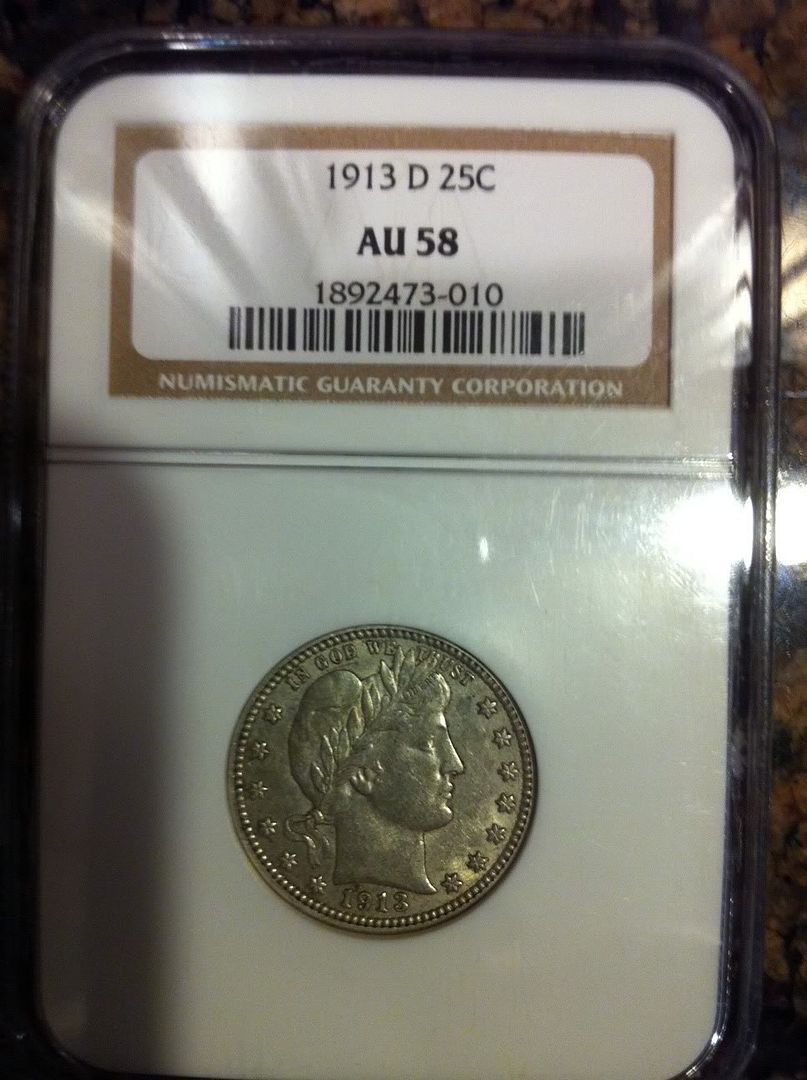 1913 D 25C
AU 58
1892473-010
NUMISMATIC GUARANTY CORPORATION
IN GOD WE TRUST
1913